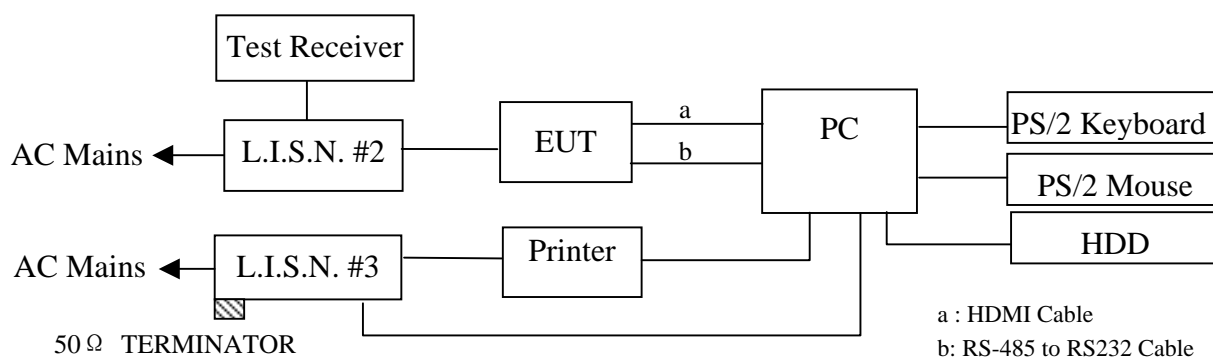 Test Receiver
AC Mains
L.I.S.N. #2
EUT
a
b
PC
PS/2 Keyboard
PS/2 Mouse
HDD
AC Mains
L.I.S.N. #3
Printer
50Ω TERMINATOR
a : HDMI Cable
b: RS-485 to RS232 Cable